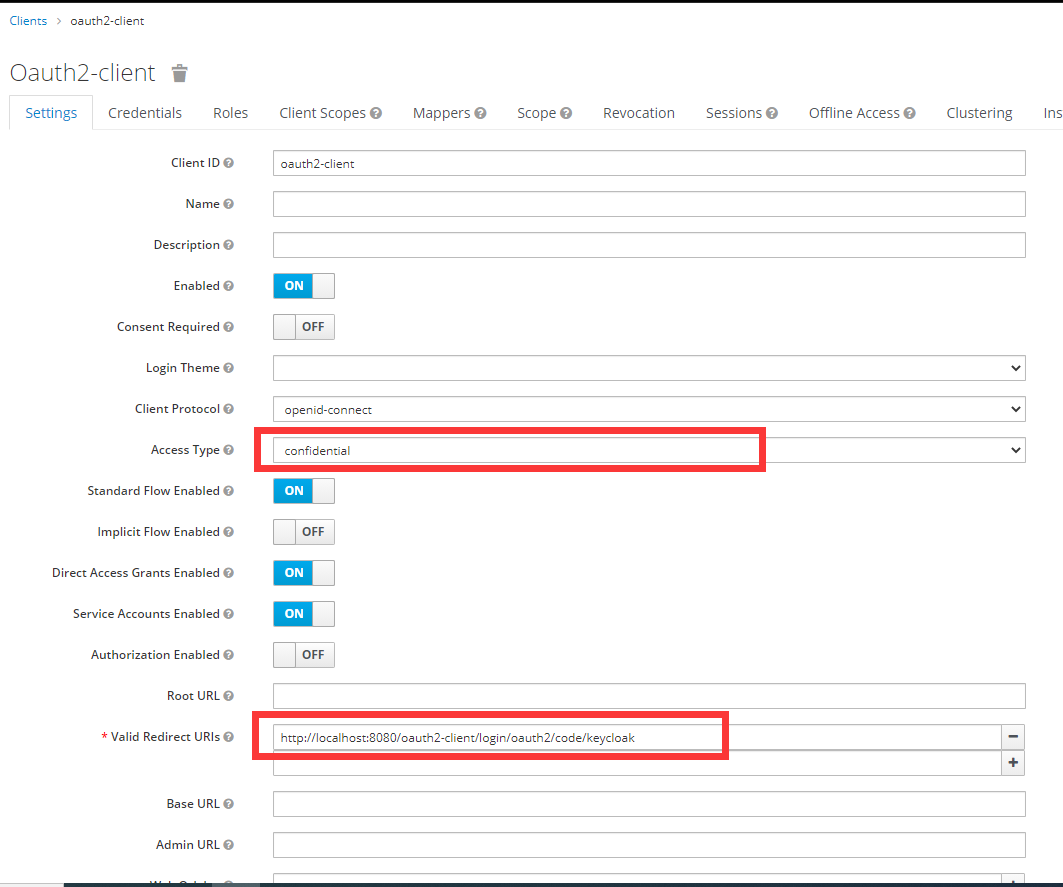 Clients > oauth2-client
Oauth2-client
Settings Credentials Roles Client Scopes Mappers Scope Revocation Sessions Offline Access Clustering Ins
Client ID oauth2-client
Name
Description
Enabled ON
Consent Required OFF
Login Theme
Client Protocol openid-connect
Access Type confidential
Standard Flow Enabled ON
Implicit Flow Enabled OFF
Direct Access Grants Enabled ON
Service Accounts Enabled ON
Authorization Enabled OFF
Root URL
* Valid Redirect URIs http://localhost:8080/oauth2-client/login/oauth2/code/keycloak
Base URL
Admin URL